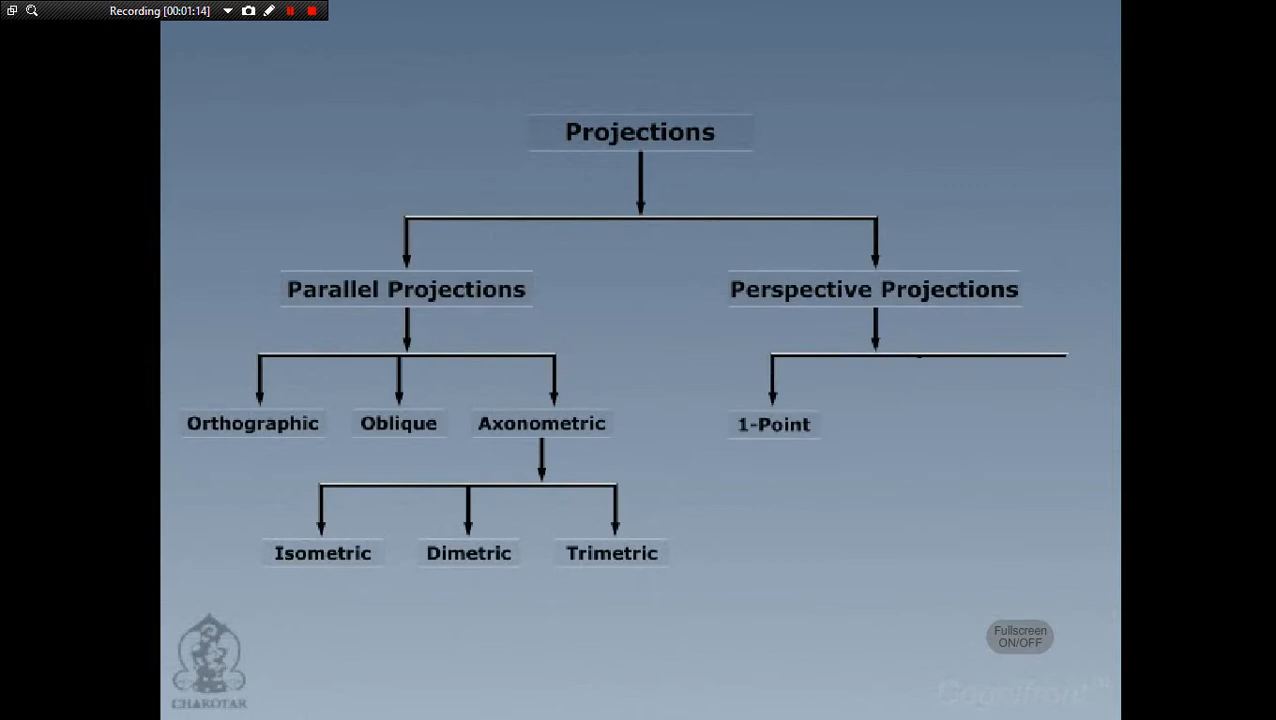 Recording [00:01:14]
Projections
Parallel Projections
Perspective Projections
Orthographic
Oblique
Axonometric
1-Point
Isometric
Dimetric
Trimetric
Fullscreen
ON/OFF
CHAROTAR
Cognifront